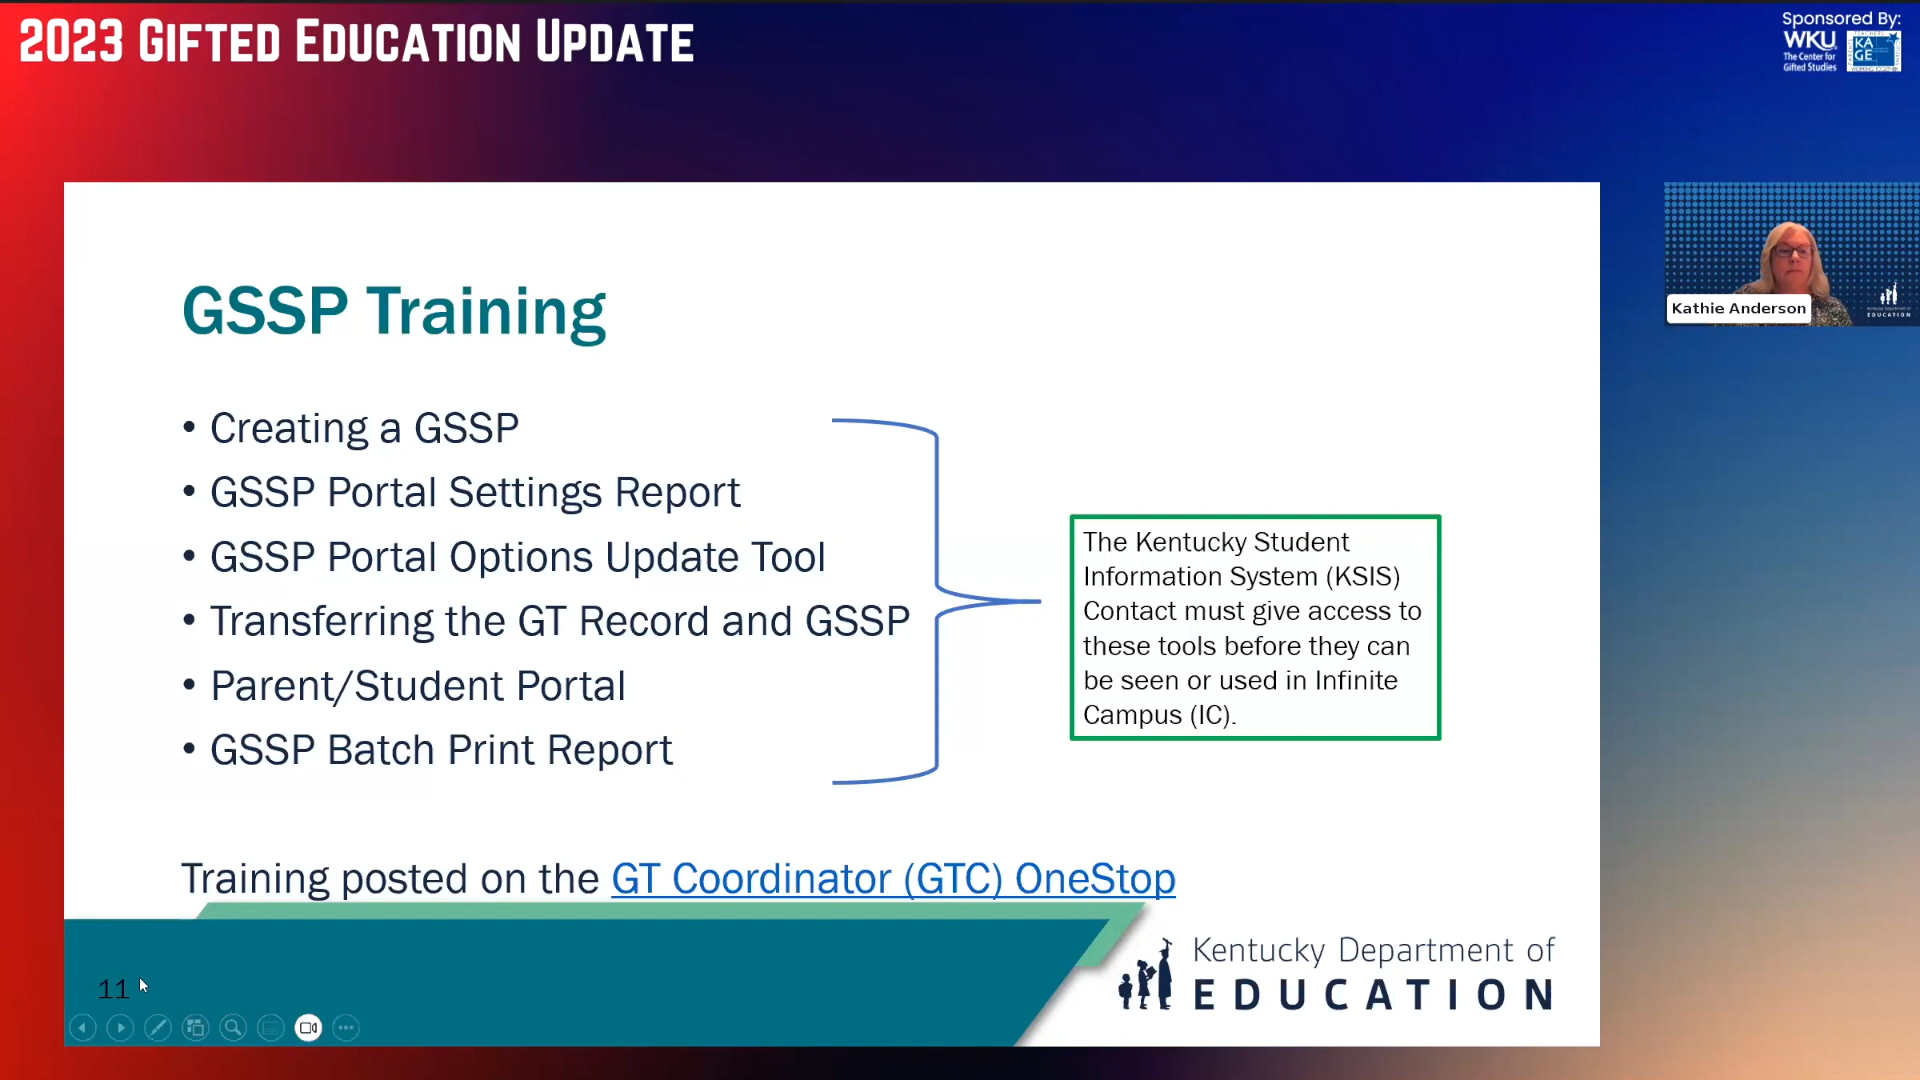 2023 GIFTED EDUCATION UPDATE
Sponsored By:
WKU
The Center for
Gifted Studies
KA
GE
GSSP Training
• Creating a GSSP
• GSSP Portal Settings Report
• GSSP Portal Options Update Tool
• Transferring the GT Record and GSSP
• Parent/Student Portal
• GSSP Batch Print Report
The Kentucky Student
Information System (KSIS)
Contact must give access to
these tools before they can
be seen or used in Infinite
Campus (IC).
Training posted on the GT Coordinator (GTC) OneStop
Kathie Anderson
EDUCATION
11
Kentucky Department of
EDUCATION